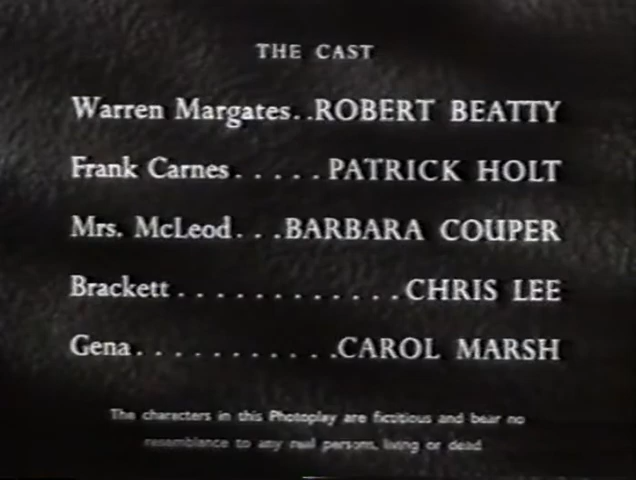 THE CAST
Warren Margates..ROBERT BEATTY
Frank Carnes.....PATRICK HOLT
Mrs. McLeod...BARBARA COUPER
Brackett............CHRIS LEE
Gena...........CAROL MARSH
The characters in this Photoplay are fictitious and bear no
resemblance to any real persons, living or dead